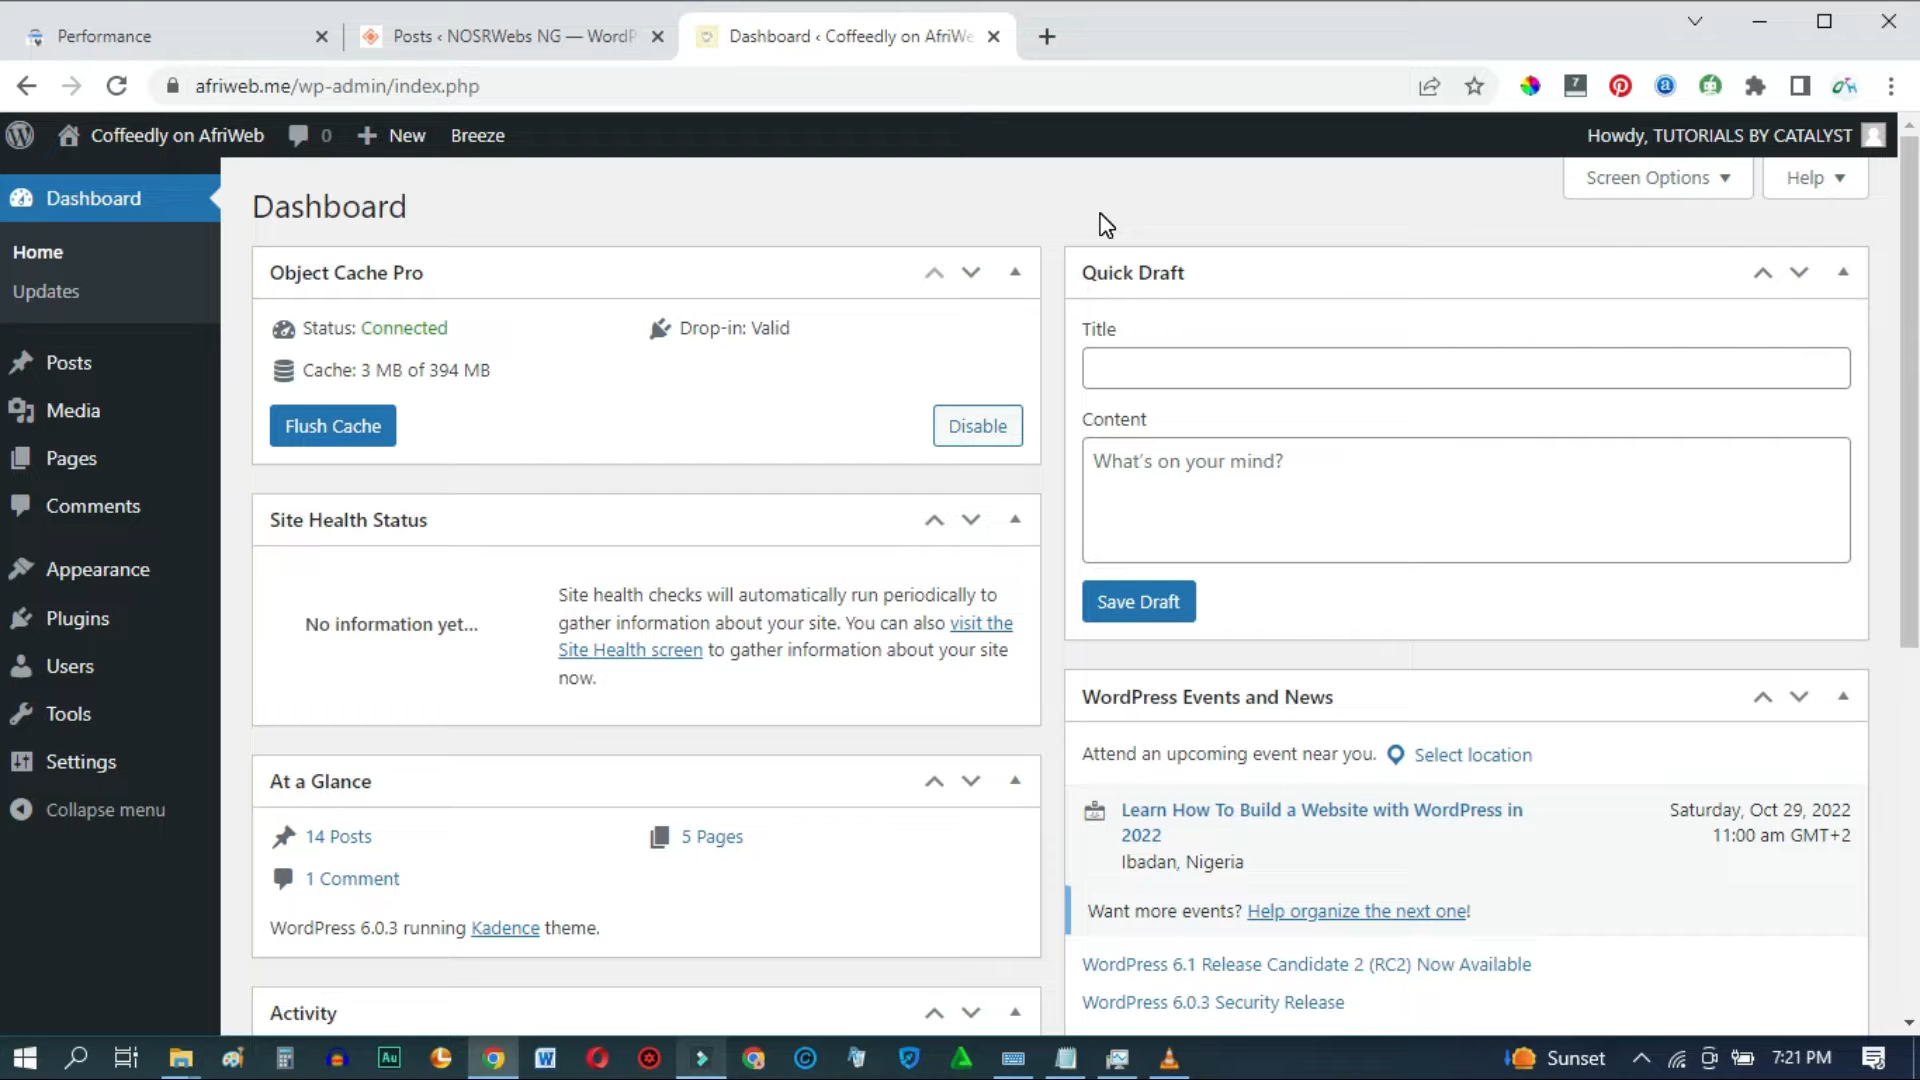 Performance
Posts ‹ NOSRWebs NG — WordP
Dashboard ‹ Coffeedly on AfriWe
afriweb.me/wp-admin/index.php
7
Coffeedly on AfriWeb
0
New
Breeze
Howdy, TUTORIALS BY CATALYST
Dashboard
Home
Updates
Posts
Media
Pages
Comments
Appearance
Plugins
Users
Tools
Settings
Collapse menu
Screen Options
Help
Dashboard
Object Cache Pro
Status: Connected
Drop-in: Valid
Cache: 3 MB of 394 MB
Flush Cache
Disable
Site Health Status
No information yet...
Site health checks will automatically run periodically to
gather information about your site. You can also visit the
Site Health screen to gather information about your site
now.
At a Glance
14 Posts
5 Pages
1 Comment
WordPress 6.0.3 running Kadence theme.
Activity
Quick Draft
Title
Content
What's on your mind?
Save Draft
WordPress Events and News
Attend an upcoming event near you.
Select location
Learn How To Build a Website with WordPress in
2022
Ibadan, Nigeria
Saturday, Oct 29, 2022
11:00 am GMT+2
Want more events? Help organize the next one!
WordPress 6.1 Release Candidate 2 (RC2) Now Available
WordPress 6.0.3 Security Release
Au
Sunset
7:21 PM